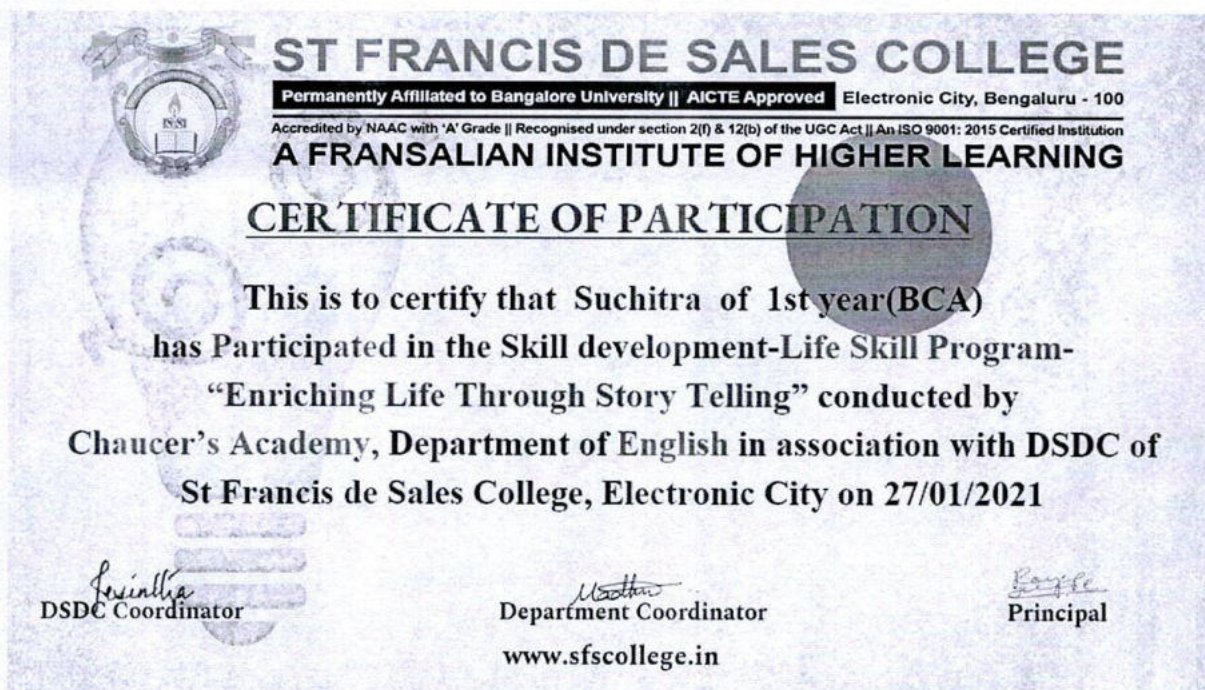 ST FRANCIS DE SALES COLLEGE
Permanently Affiliated to Bangalore University || AICTE Approved Electronic City, Bengaluru - 100
Accredited by NAAC with 'A' Grade || Recognised under section 2(f) & 12(b) of the UGC Act || An ISO 9001: 2015 Certified Institution
A FRANSALIAN INSTITUTE OF HIGHER LEARNING
CERTIFICATE OF PARTICIPATION
This is to certify that Suchitra of 1st year(BCA)
has Participated in the Skill development-Life Skill Program-
“Enriching Life Through Story Telling” conducted by
Chaucer’s Academy, Department of English in association with DSDC of
St Francis de Sales College, Electronic City on 27/01/2021
DSDC Coordinator Department Coordinator Principal
www.sfscollege.in